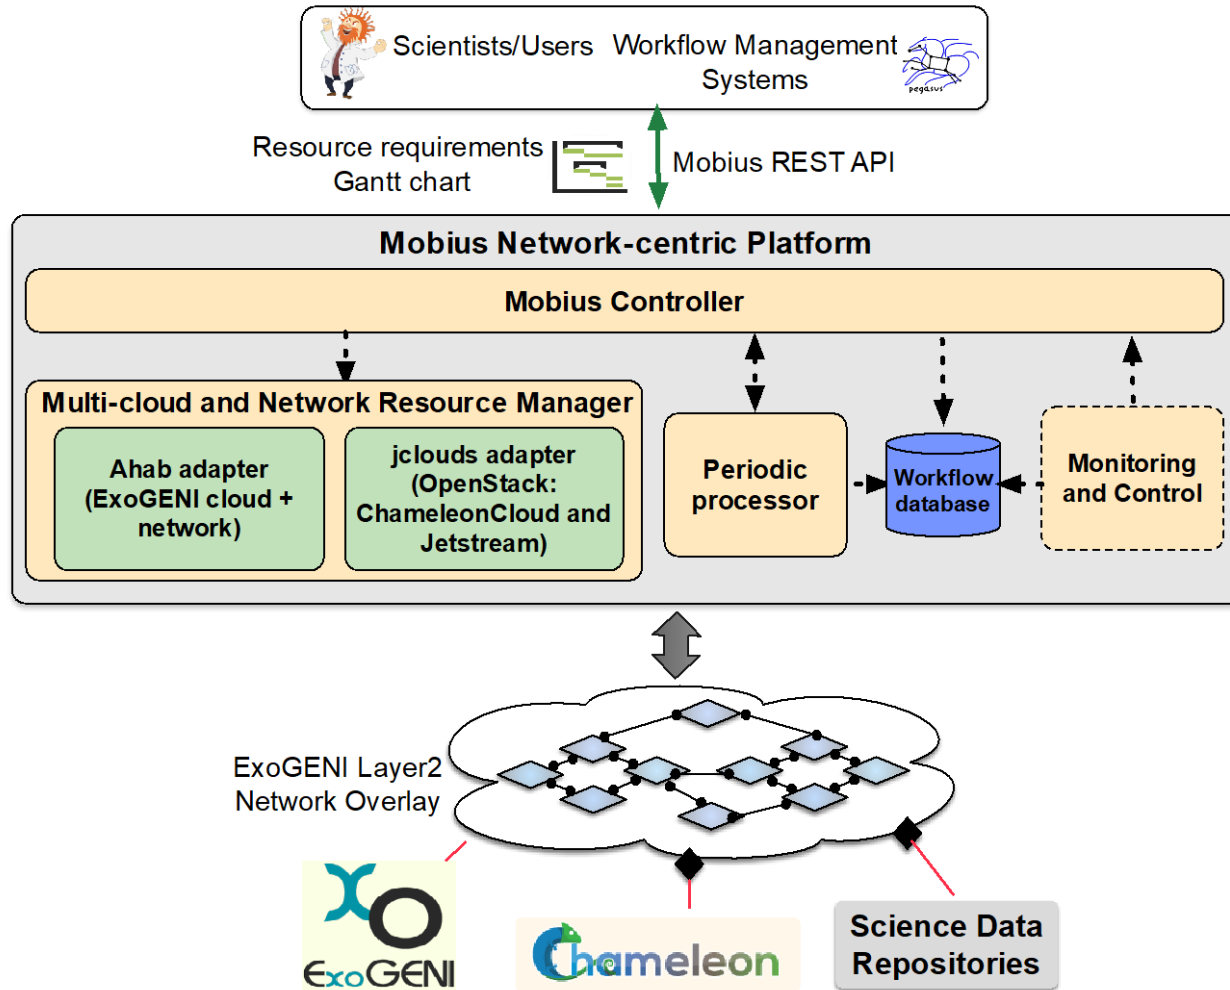 Scientists/Users
Workflow Management
Systems
pegasus
Resource requirements
Gantt chart
Mobius REST API
Mobius Network-centric Platform
Mobius Controller
Multi-cloud and Network Resource Manager
Ahab adapter
(ExoGENI cloud +
network)
jclouds adapter
(OpenStack:
ChameleonCloud and
Jetstream)
Periodic
processor
Workflow
database
Monitoring
and Control
ExoGENI Layer2
Network Overlay
XO
ExoGENI
Chameleon
Science Data
Repositories